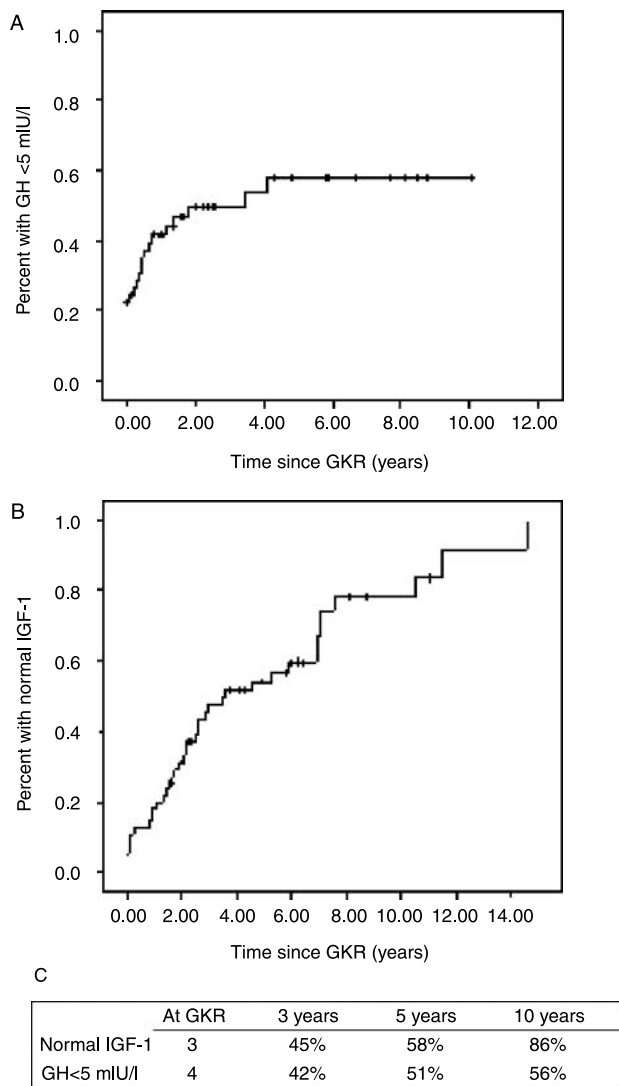 A
1.0
0.8
0.6
0.4
0.2
0.0
Percent with GH <5 mIU/l
0.00 2.00 4.00 6.00 8.00 10.00 12.00
Time since GKR (years)
B
1.0
0.8
0.6
0.4
0.2
0.0
Percent with normal IGF-1
0.00 2.00 4.00 6.00 8.00 10.00 12.00 14.00
Time since GKR (years)
C
At GKR 3 years 5 years 10 years
Normal IGF-1 3 45% 58% 86%
GH<5 mIU/l 4 42% 51% 56%